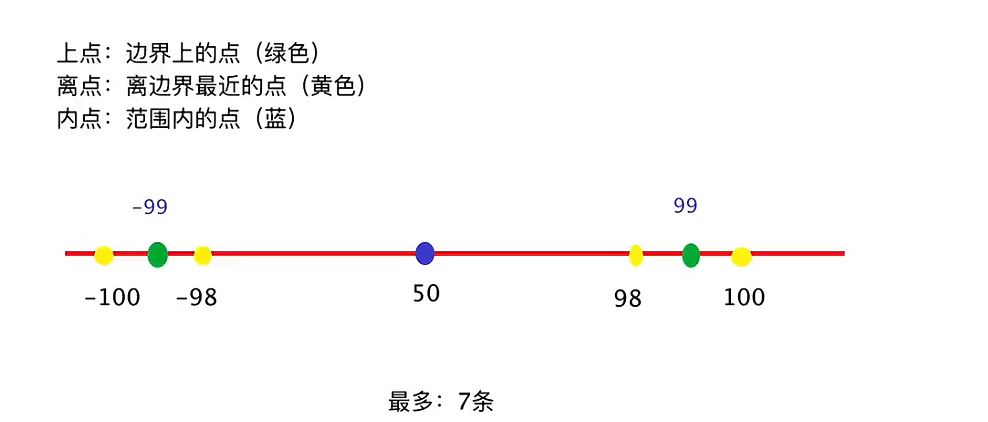 上点：边界上的点（绿色）
离点：离边界最近的点（黄色）
内点：范围内的点（蓝）
-99 99
-100 -98 50 98 100
最多：7条